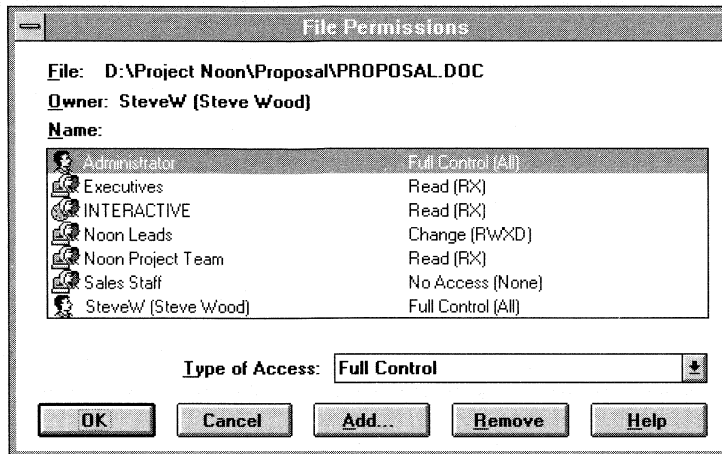 File Permissions
File: D:\Project Noon\Proposal\PROPOSAL.DOC
Owner: SteveW (Steve Wood)
Name:
Administrator Full Control (All)
Executives Read (RX)
INTERACTIVE Read (RX)
Noon Leads Change (RWXD)
Noon Project Team Read (RX)
Sales Staff No Access (None)
SteveW (Steve Wood) Full Control (All)
Type of Access: Full Control
OK Cancel Add... Remove Help